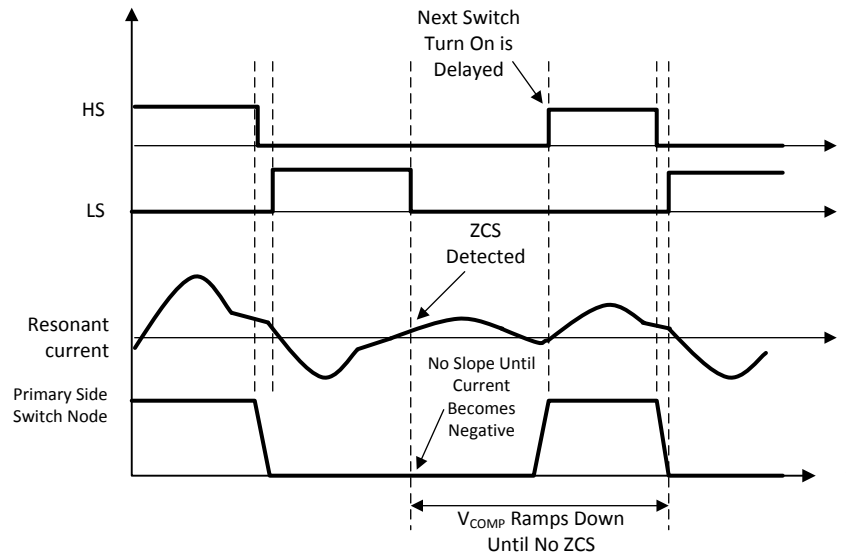 Next Switch
Turn On is
Delayed
HS
LS
ZCS
Detected
Resonant
current
No Slope Until
Current
Becomes
Negative
Primary Side
Switch Node
VCOMP Ramps Down
Until No ZCS